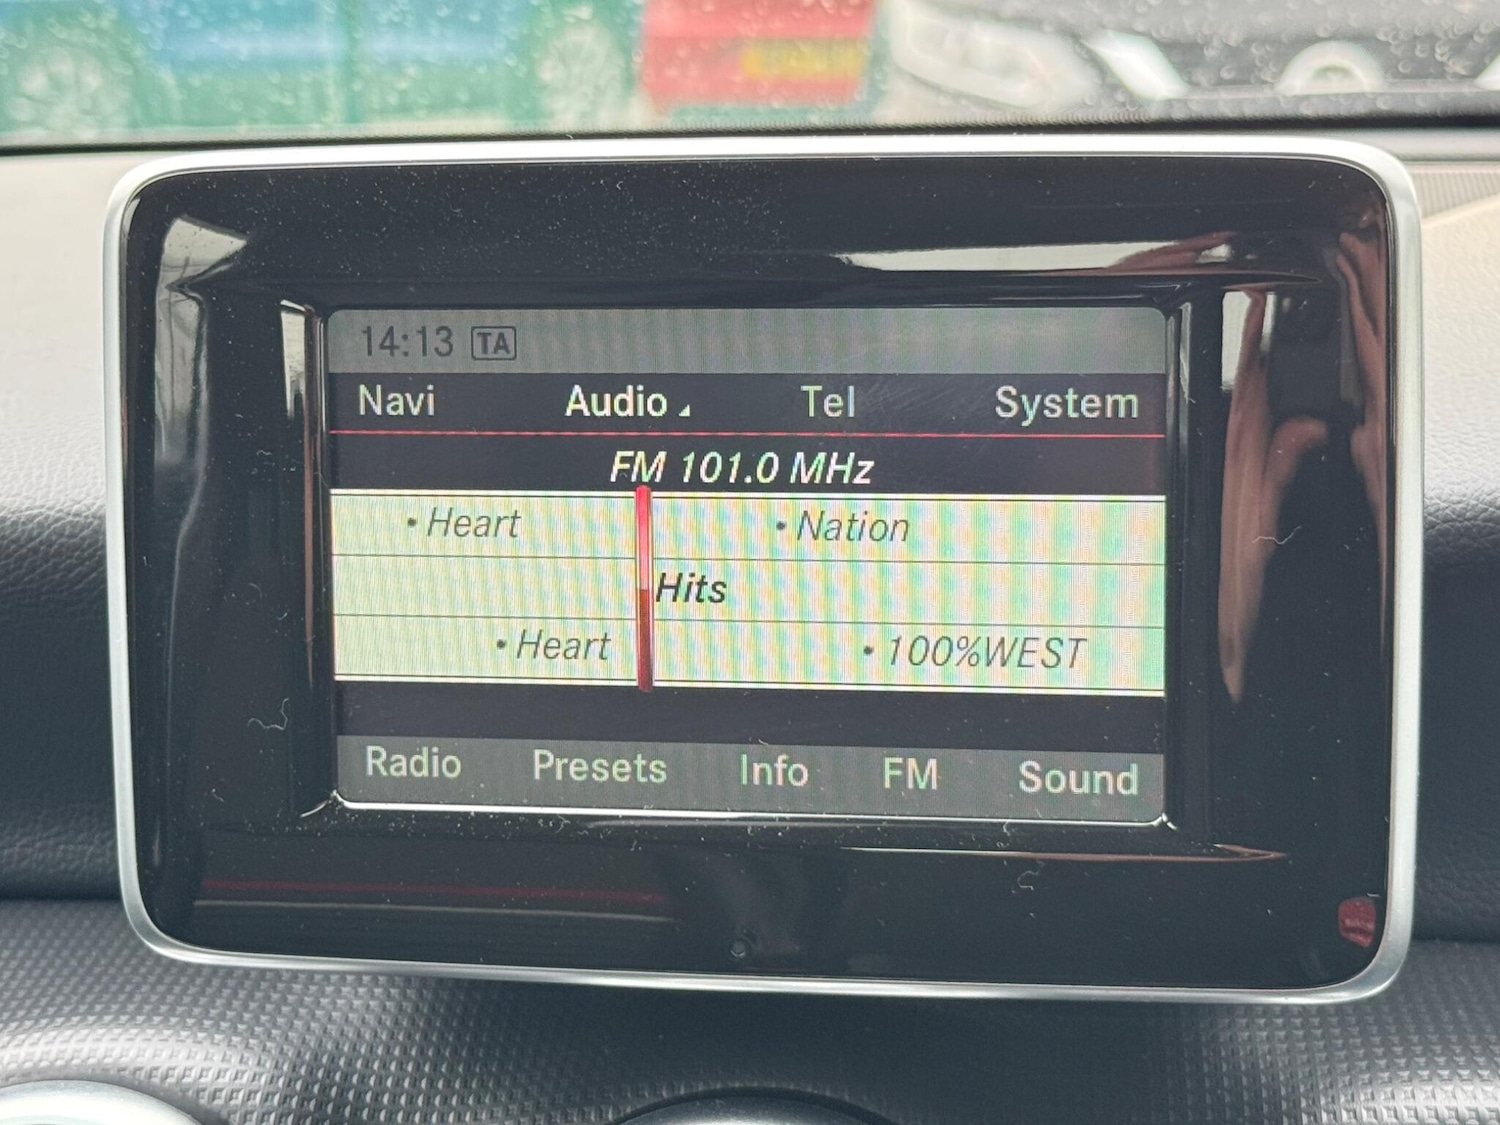 14:13 TA
Navi Audio Tel System
FM 101.0 MHz
• Heart • Nation
Hits
• Heart • 100%WEST
Radio Presets Info FM Sound